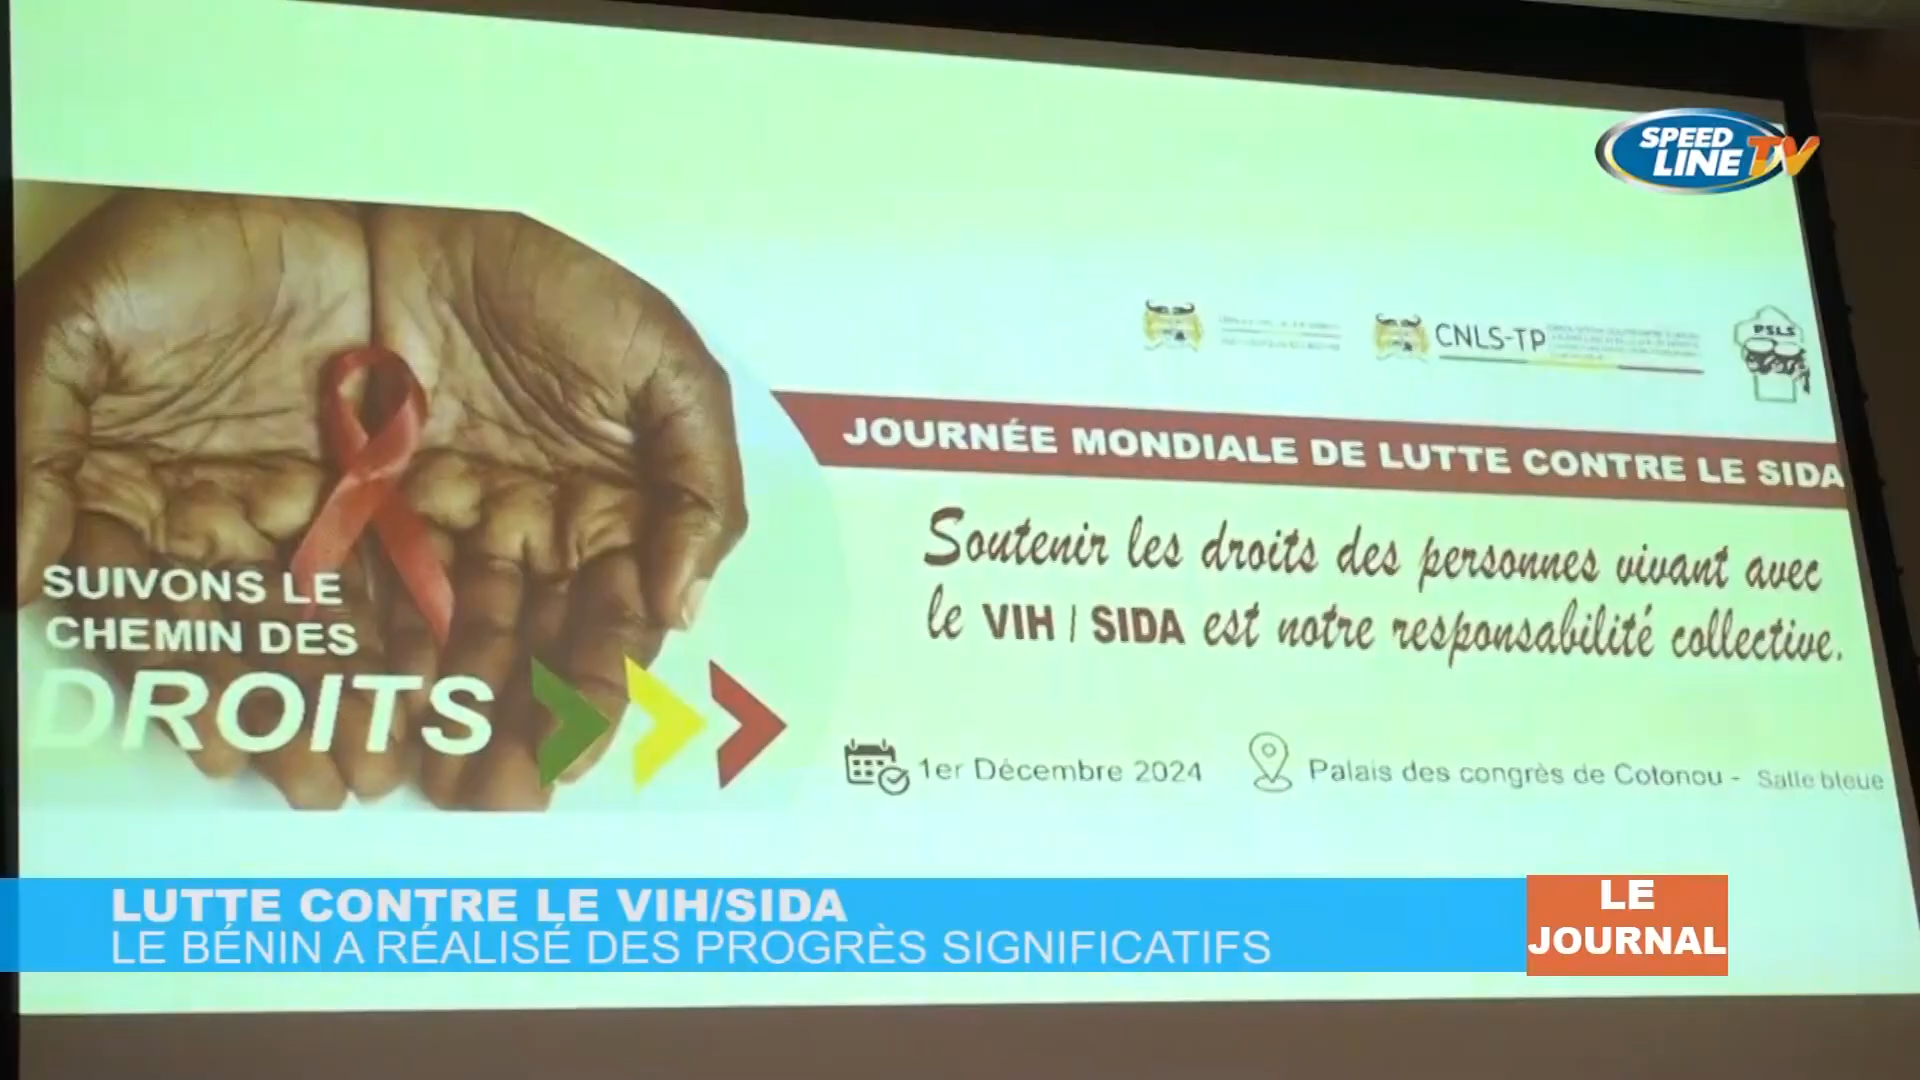 SPEED
LINE TV
CNLS-TP
PSLS
JOURNÉE MONDIALE DE LUTTE CONTRE LE SIDA
Soutenir les droits des personnes vivant avec
le VIH / SIDA est notre responsabilité collective.
SUIVONS LE
CHEMIN DES
DROITS
1er Décembre 2024
Palais des congrès de Cotonou - Salle bleue
LUTTE CONTRE LE VIH/SIDA
LE BÉNIN A RÉALISÉ DES PROGRÈS SIGNIFICATIFS
LE
JOURNAL